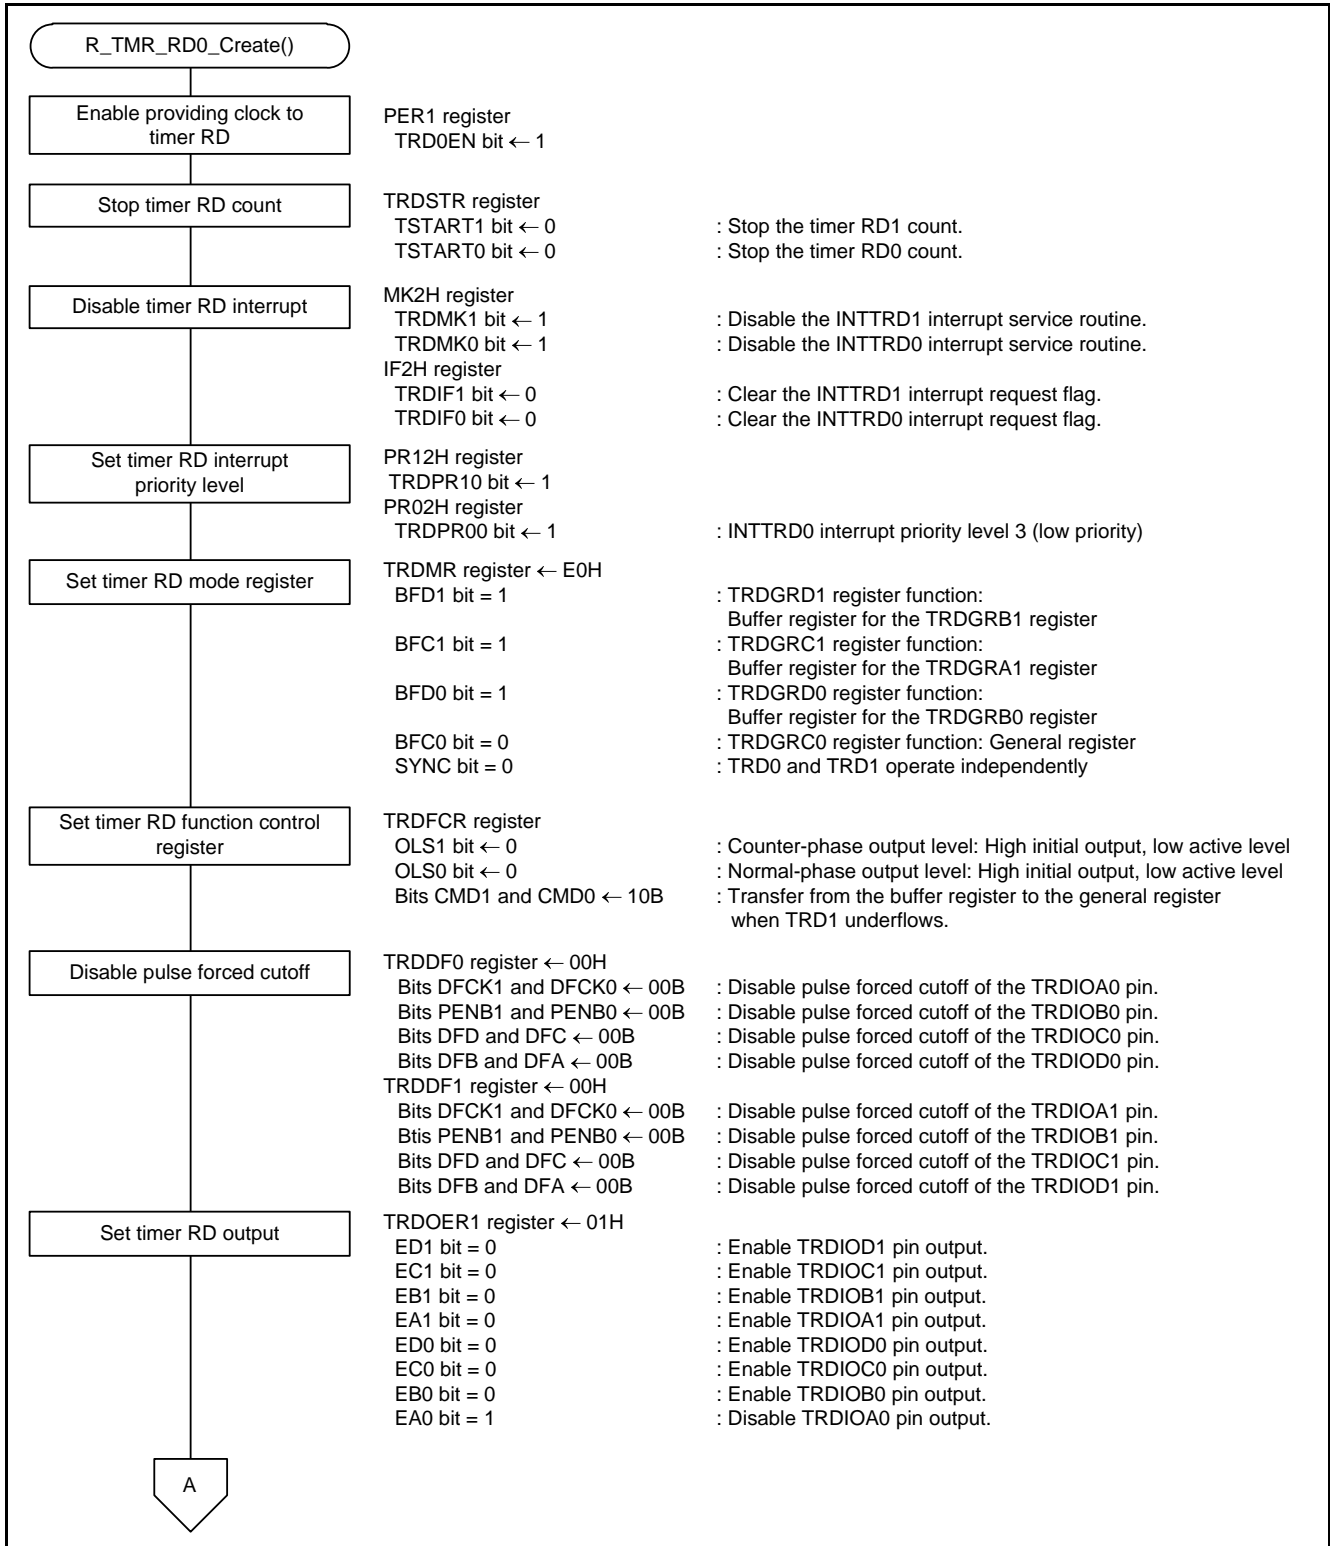 R_TMR_RD0_Create()
Enable providing clock to
timer RD
PER1 register
TRD0EN bit ← 1
Stop timer RD count
TRDSTR register
TSTART1 bit ← 0 : Stop the timer RD1 count.
TSTART0 bit ← 0 : Stop the timer RD0 count.
Disable timer RD interrupt
MK2H register
TRDMK1 bit ← 1 : Disable the INTTRD1 interrupt service routine.
TRDMK0 bit ← 1 : Disable the INTTRD0 interrupt service routine.
IF2H register
TRDIF1 bit ← 0 : Clear the INTTRD1 interrupt request flag.
TRDIF0 bit ← 0 : Clear the INTTRD0 interrupt request flag.
Set timer RD interrupt
priority level
PR12H register
TRDPR10 bit ← 1
PR02H register
TRDPR00 bit ← 1 : INTTRD0 interrupt priority level 3 (low priority)
Set timer RD mode register
TRDMR register ← E0H
BFD1 bit = 1 : TRDGRD1 register function:
Buffer register for the TRDGRB1 register
BFC1 bit = 1 : TRDGRC1 register function:
Buffer register for the TRDGRA1 register
BFD0 bit = 1 : TRDGRD0 register function:
Buffer register for the TRDGRB0 register
BFC0 bit = 0 : TRDGRC0 register function: General register
SYNC bit = 0 : TRD0 and TRD1 operate independently
Set timer RD function control
register
TRDFCR register
OLS1 bit ← 0 : Counter-phase output level: High initial output, low active level
OLS0 bit ← 0 : Normal-phase output level: High initial output, low active level
Bits CMD1 and CMD0 ← 10B : Transfer from the buffer register to the general register
when TRD1 underflows.
Disable pulse forced cutoff
TRDDF0 register ← 00H
Bits DFCK1 and DFCK0 ← 00B : Disable pulse forced cutoff of the TRDIOA0 pin.
Bits PENB1 and PENB0 ← 00B : Disable pulse forced cutoff of the TRDIOB0 pin.
Bits DFD and DFC ← 00B : Disable pulse forced cutoff of the TRDIOC0 pin.
Bits DFB and DFA ← 00B : Disable pulse forced cutoff of the TRDIOD0 pin.
TRDDF1 register ← 00H
Bits DFCK1 and DFCK0 ← 00B : Disable pulse forced cutoff of the TRDIOA1 pin.
Btis PENB1 and PENB0 ← 00B : Disable pulse forced cutoff of the TRDIOB1 pin.
Bits DFD and DFC ← 00B : Disable pulse forced cutoff of the TRDIOC1 pin.
Bits DFB and DFA ← 00B : Disable pulse forced cutoff of the TRDIOD1 pin.
Set timer RD output
TRDOER1 register ← 01H
ED1 bit = 0 : Enable TRDIOD1 pin output.
EC1 bit = 0 : Enable TRDIOC1 pin output.
EB1 bit = 0 : Enable TRDIOB1 pin output.
EA1 bit = 0 : Enable TRDIOA1 pin output.
ED0 bit = 0 : Enable TRDIOD0 pin output.
EC0 bit = 0 : Enable TRDIOC0 pin output.
EB0 bit = 0 : Enable TRDIOB0 pin output.
EA0 bit = 1 : Disable TRDIOA0 pin output.
A